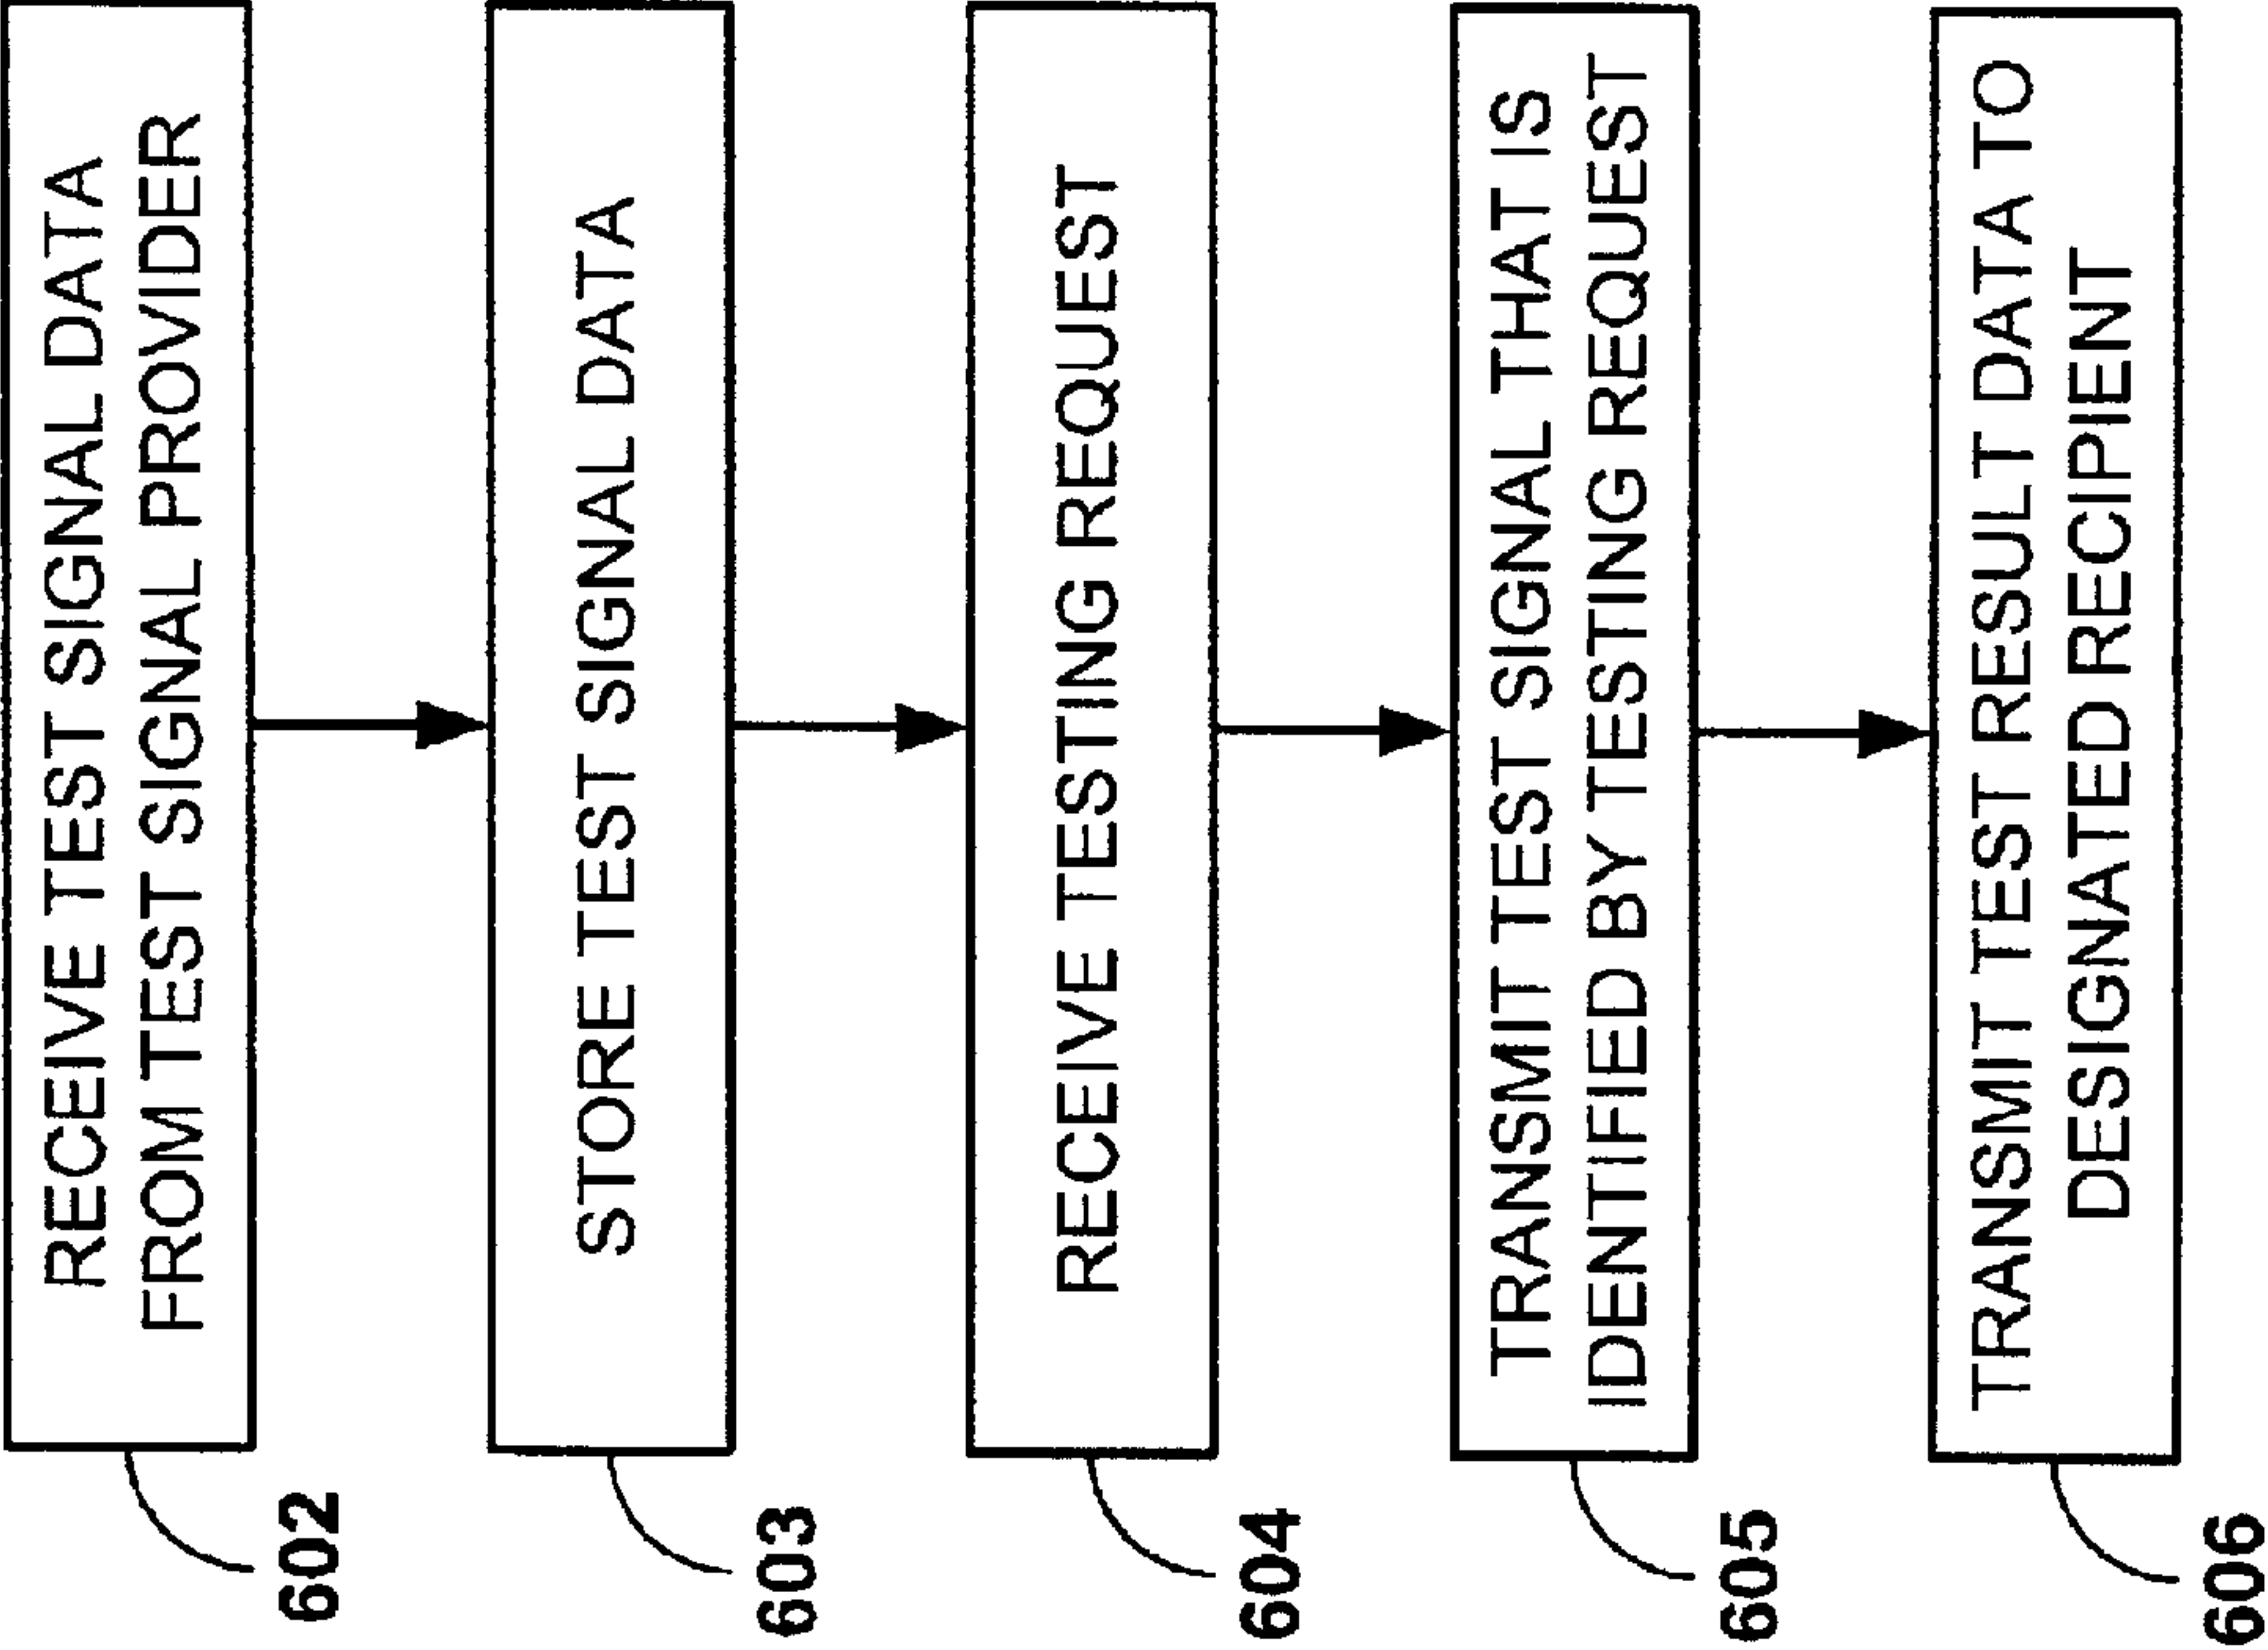 RECEIVE TEST SIGNAL DATA
FROM TEST SIGNAL PROVIDER
602
STORE TEST SIGNAL DATA
603
RECEIVE TESTING REQUEST
604
TRANSMIT TEST SIGNAL THAT IS
IDENTIFIED BY TESTING REQUEST
605
TRANSMIT TEST RESULT DATA TO
DESIGNATED RECIPIENT
606